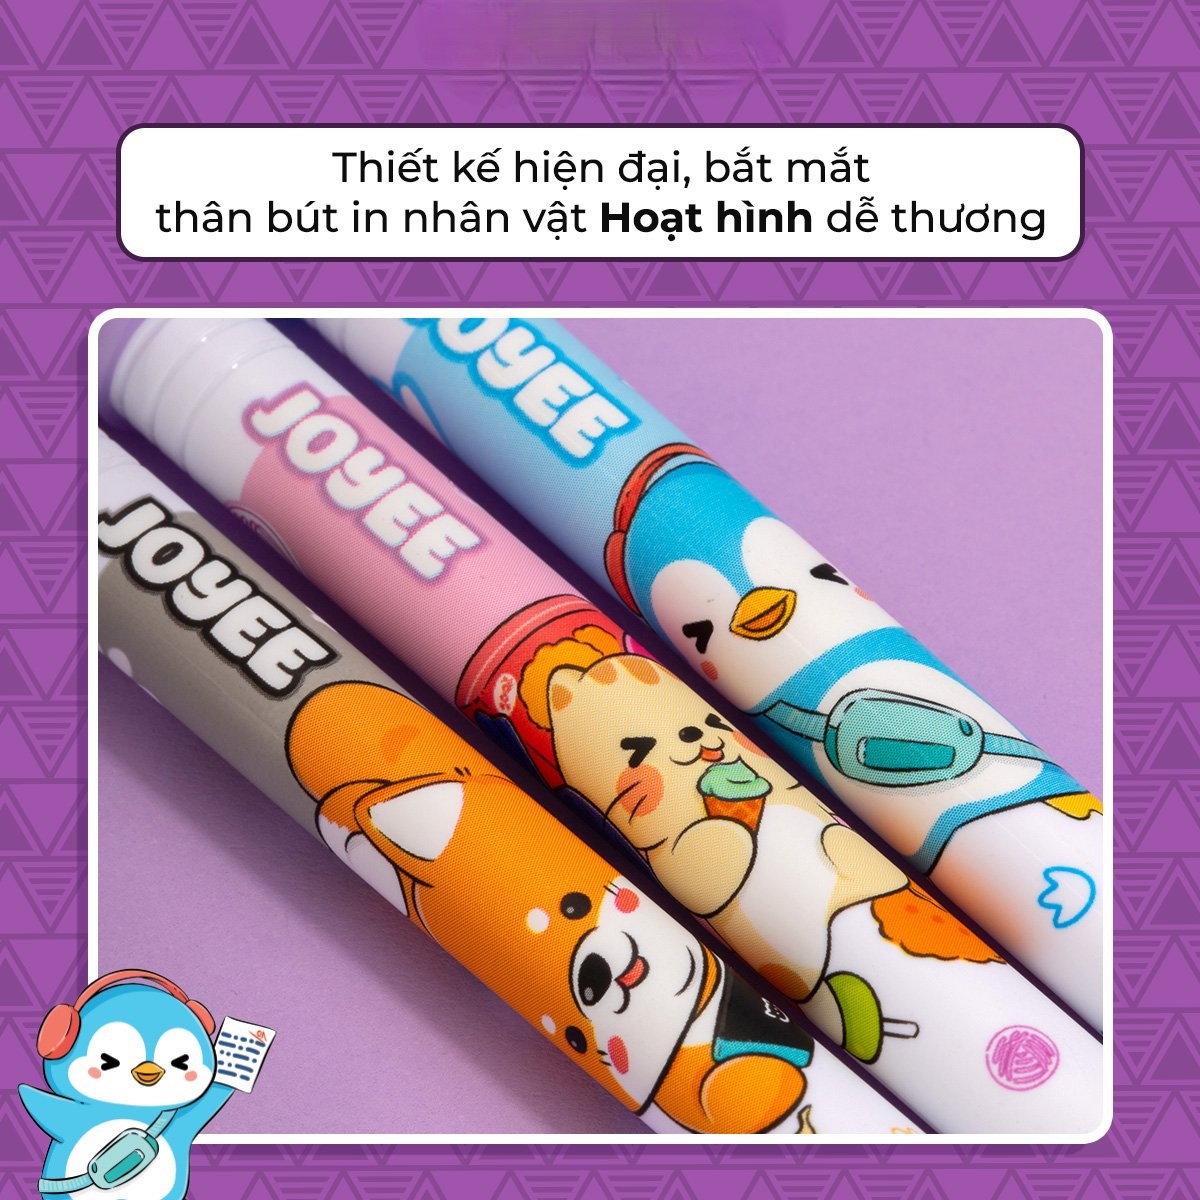 Thiết kế hiện đại, bắt mắt
thân bút in nhân vật Hoạt hình dễ thương
JOYEE
JOYEE
JOYEE